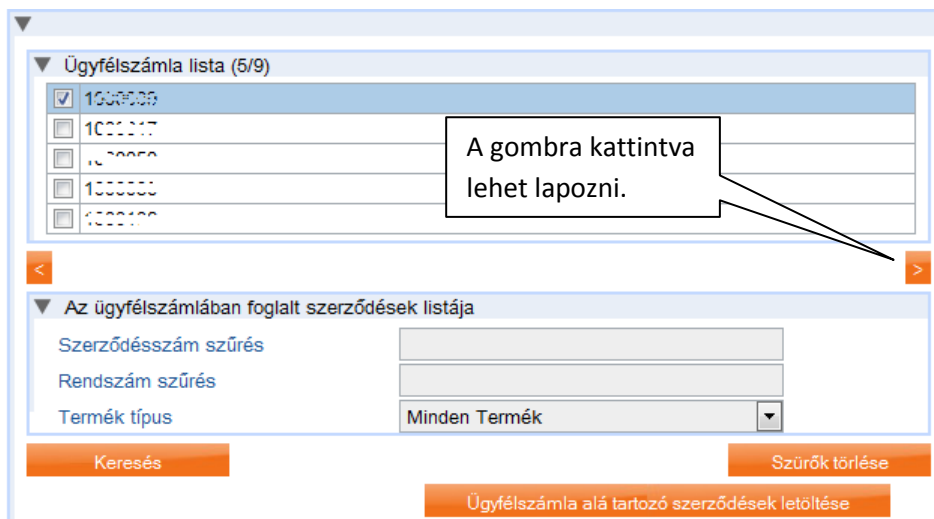 Ügyfélszámla lista (5/9)
A gombra kattintva
lehet lapozni.
<
>
Az ügyfélszámlában foglalt szerződések listája
Szerződésszám szűrés
Rendszám szűrés
Termék típus
Minden Termék
Keresés
Szürők törlése
Ügyfélszámla alá tartozó szerződések letöltése